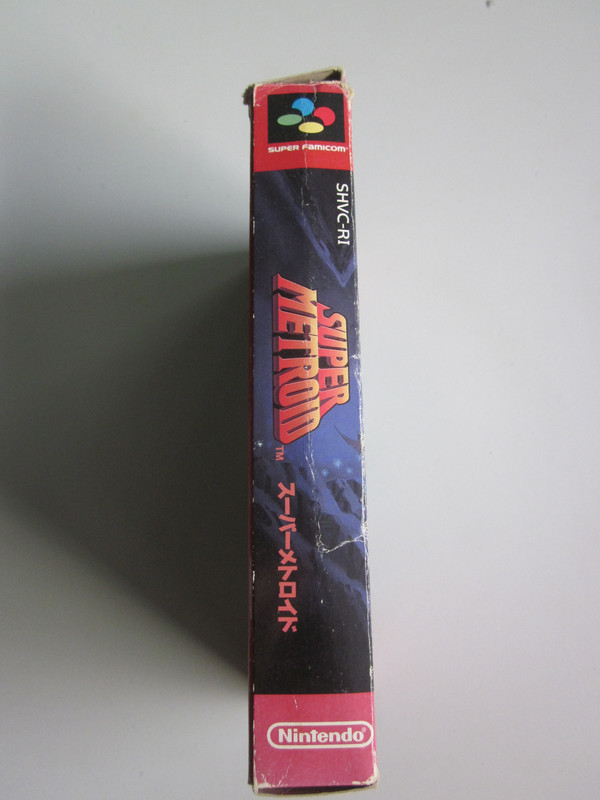 SUPER FAMICOM
SHVC-RI
SUPER
METROID
TM
スーパーメトロイド
Nintendo®